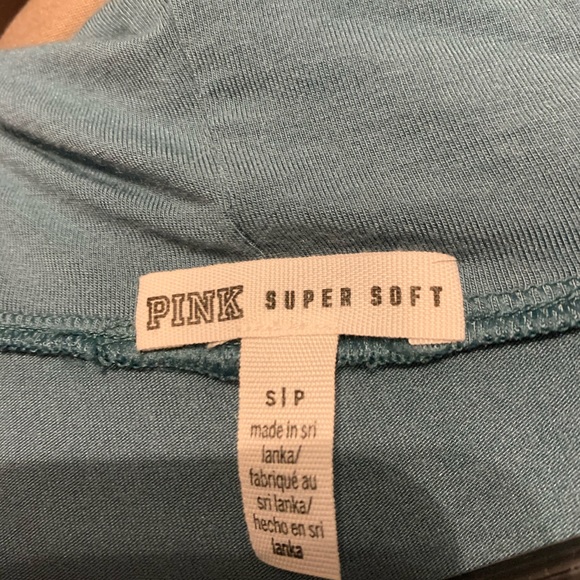 PINK SUPER SOFT
S|P
made in sri
lanka/
fabriqué au
sri lanka/
hecho en sri
lanka